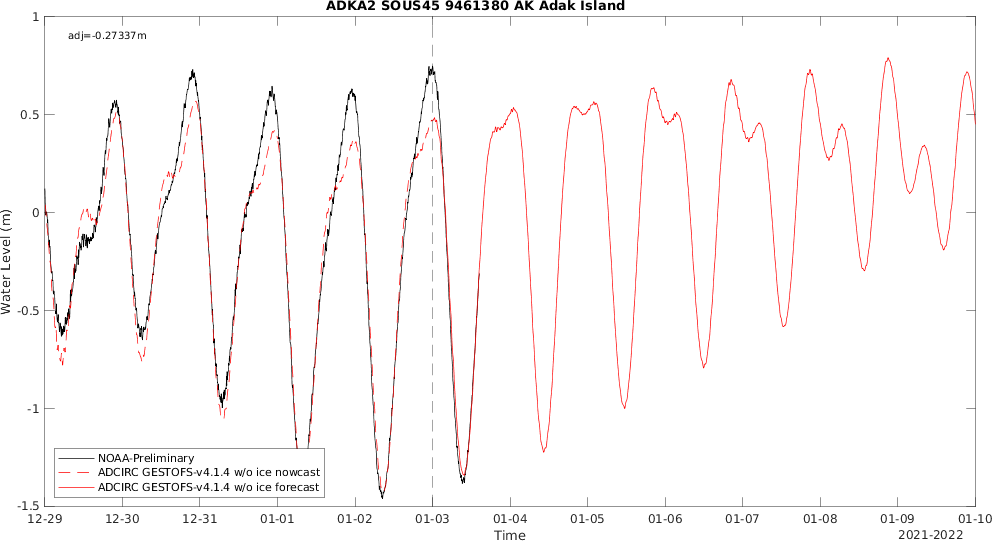 ADKA2 SOUS45 9461380 AK Adak Island
adj=-0.27337m
1
0.5
0
-0.5
-1
-1.5
Water Level (m)
NOAA-Preliminary
ADCIRC GESTOFS-v4.1.4 w/o ice nowcast
ADCIRC GESTOFS-v4.1.4 w/o ice forecast
12-29 12-30 12-31 01-01 01-02 01-03 01-04 01-05 01-06 01-07 01-08 01-09 01-10
Time
2021-2022